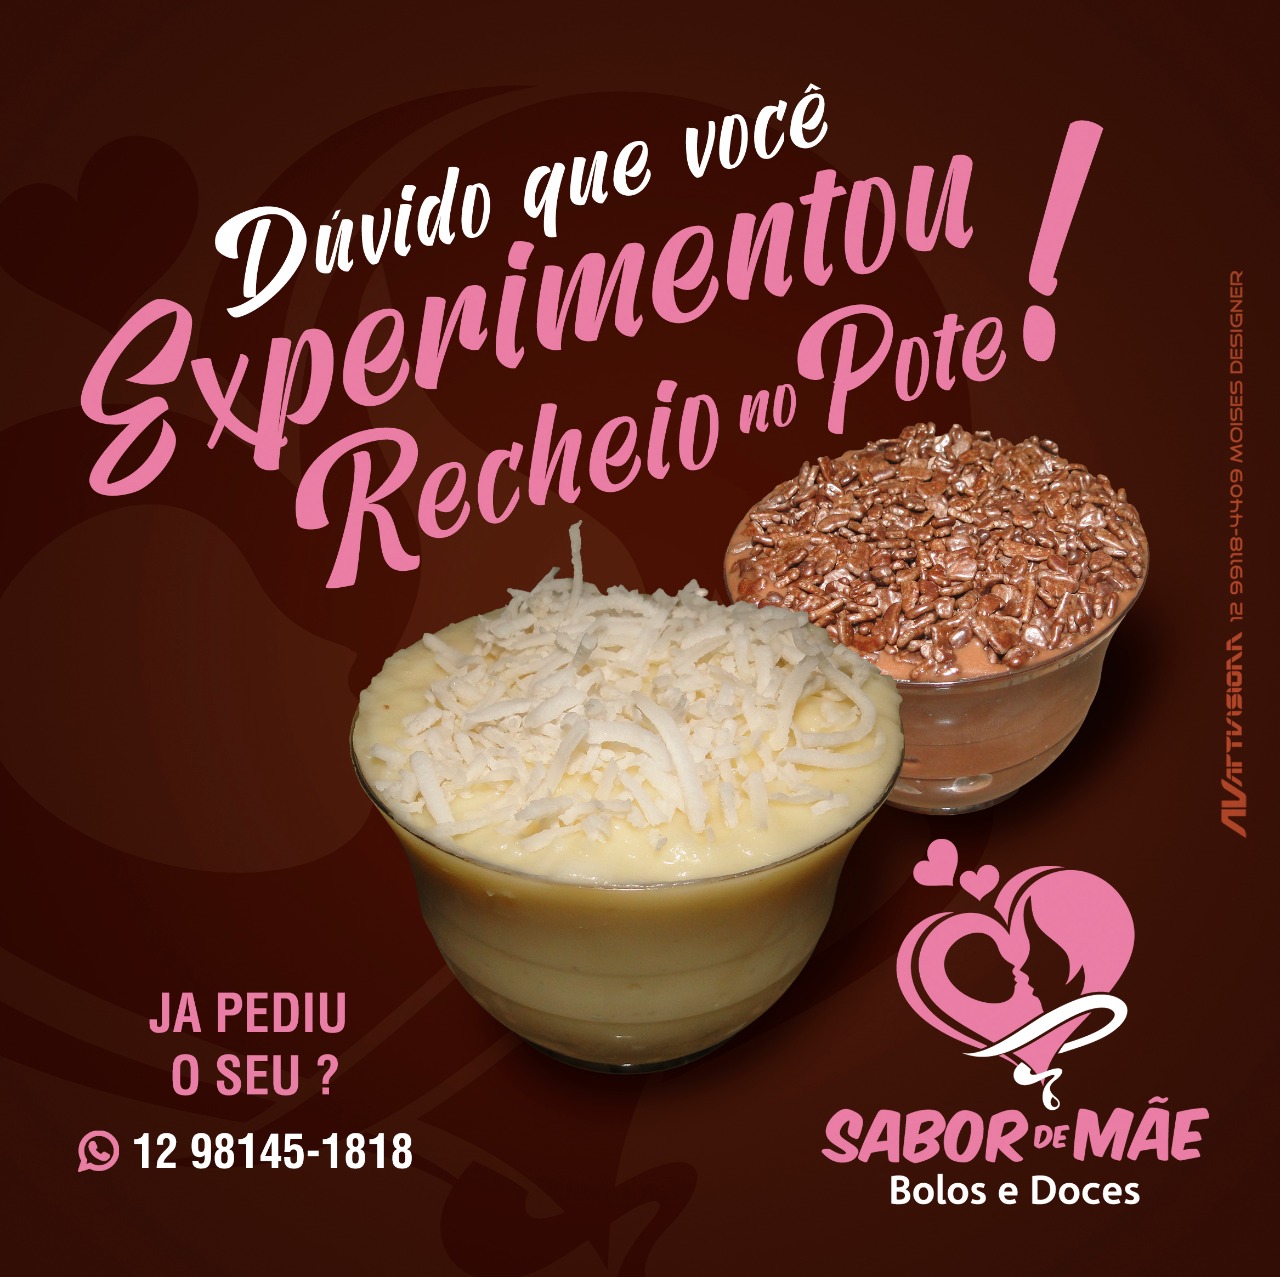 Dúvido que você
Experimentou!
Recheio no Pote
JA PEDIU
O SEU ?
12 98145-1818
SABOR DE MÃE
Bolos e Doces
12 99118-4409 MOISES DESIGNER